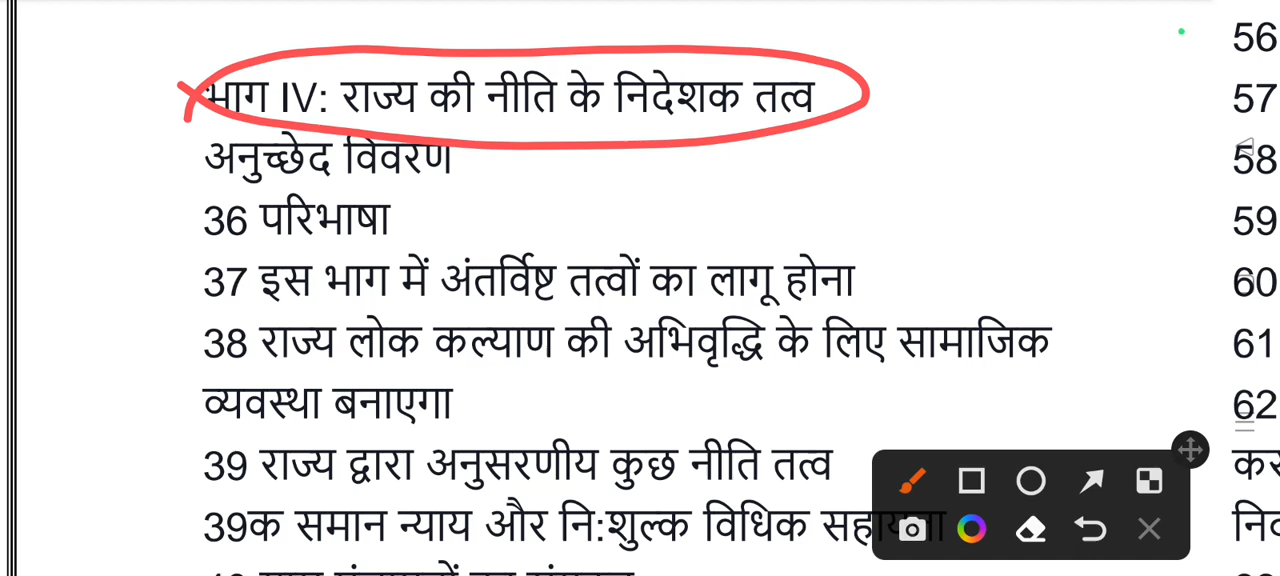 भाग IV: राज्य की नीति के निदेशक तत्व
अनुच्छेद विवरण
36 परिभाषा
37 इस भाग में अंतर्विष्ट तत्वों का लागू होना
38 राज्य लोक कल्याण की अभिवृद्धि के लिए सामाजिक
व्यवस्था बनाएगा
39 राज्य द्वारा अनुसरणीय कुछ नीति तत्व
39क समान न्याय और नि:शुल्क विधिक सहायता
56
57
58
59
60
61
62